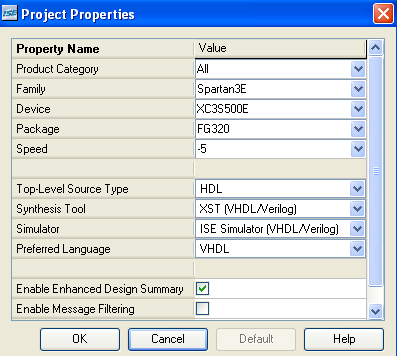 ISE Project Properties
Property Name Value
Product Category All
Family Spartan3E
Device XC3S500E
Package FG320
Speed -5
Top-Level Source Type HDL
Synthesis Tool XST (VHDL/Verilog)
Simulator ISE Simulator (VHDL/Verilog)
Preferred Language VHDL
Enable Enhanced Design Summary
Enable Message Filtering
OK Cancel Default Help